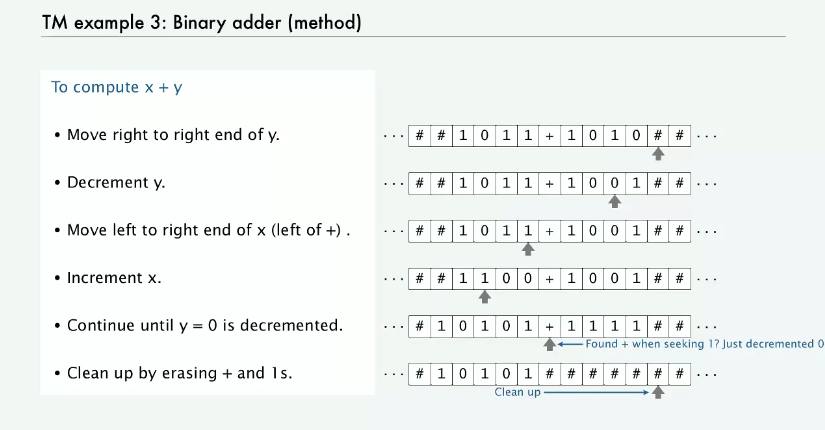 TM example 3: Binary adder (method)
To compute x + y
• Move right to right end of y.
··· # # 1 0 1 1 + 1 0 1 0 # # ···
• Decrement y.
··· # # 1 0 1 1 + 1 0 0 1 # # ···
• Move left to right end of x (left of +) .
··· # # 1 0 1 1 + 1 0 0 1 # # ···
• Increment x.
··· # # 1 1 0 0 + 1 0 0 1 # # ···
• Continue until y = 0 is decremented.
··· # 1 0 1 0 1 + 1 1 1 1 # # ···
Found + when seeking 1? Just decremented 0
• Clean up by erasing + and 1s.
··· # 1 0 1 0 1 # # # # # # # ···
Clean up